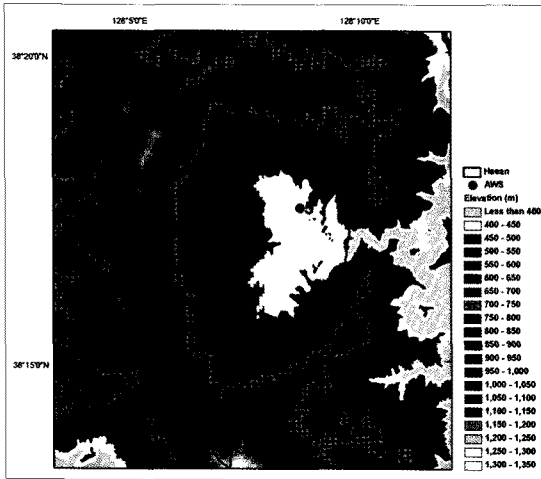 128°5'0"E
128°10'0"E
38°20'0"N
38°15'0"N
Haean
AWS
Elevation (m)
Less than 400
400 - 450
450 - 500
500 - 550
550 - 600
600 - 650
650 - 700
700 - 750
750 - 800
800 - 850
850 - 900
900 - 950
950 - 1,000
1,000 - 1,050
1,050 - 1,100
1,100 - 1,150
1,150 - 1,200
1,200 - 1,250
1,250 - 1,300
1,300 - 1,350